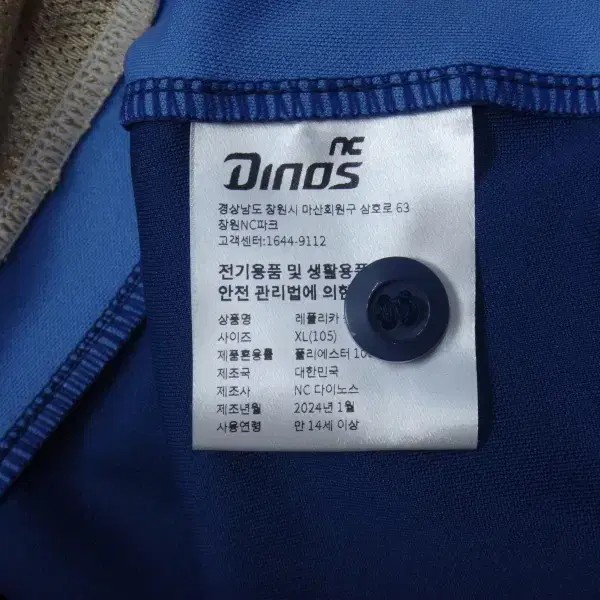 NC
Dinos
경상남도 창원시 마산회원구 삼호로 63
창원NC파크
고객센터:1644-9112
전기용품 및 생활용품
안전 관리법에 의한
상품명 레플리카
사이즈 XL(105)
제품혼용률 폴리에스터
제조국 대한민국
제조사 NC 다이노스
제조년월 2024년 1월
사용연령 만 14세 이상